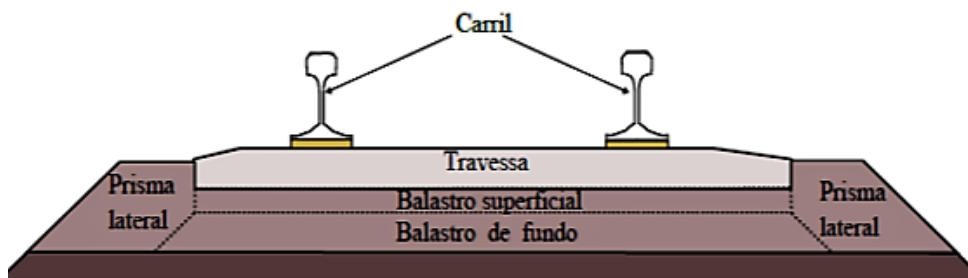 Carril
Travessa
Prisma
lateral
Balastro superficial
Balastro de fundo
Prisma
lateral